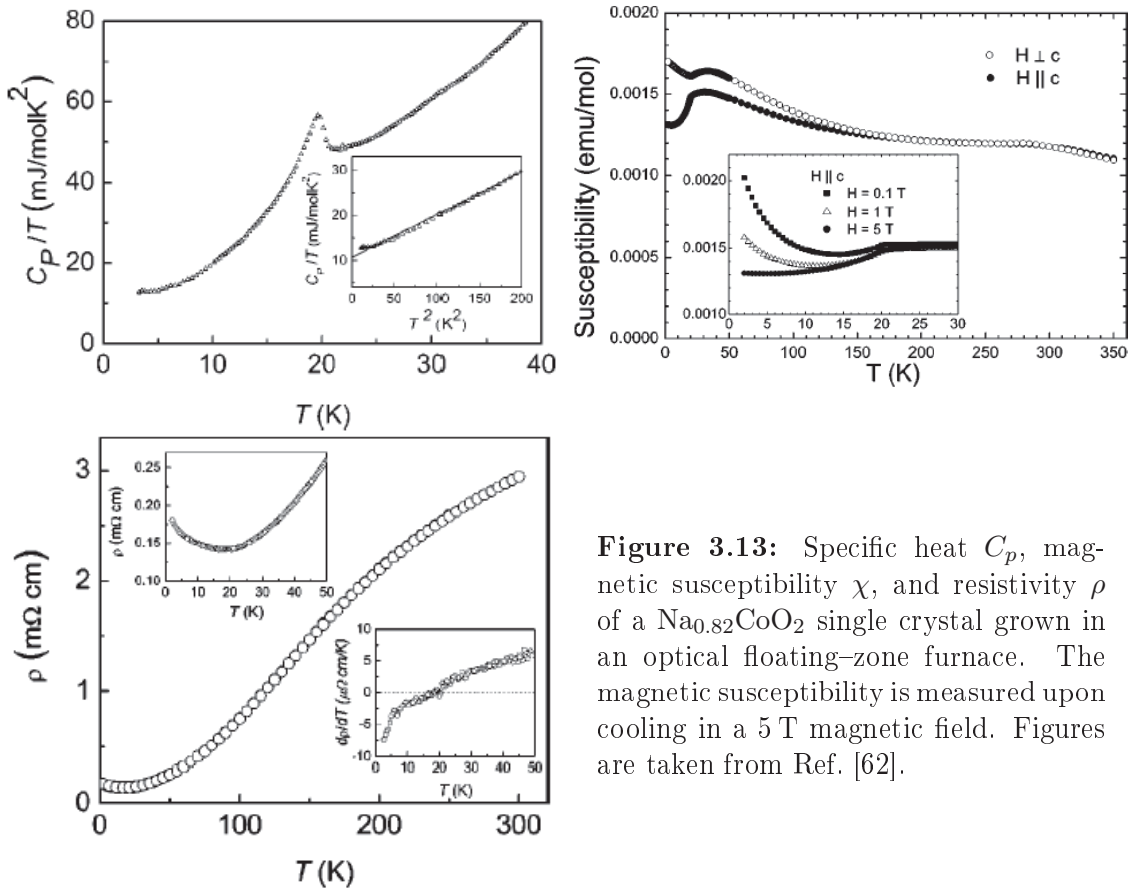 80
60
40
20
0
C_P/T (mJ/molK²)
0 10 20 30 40
T (K)
30
20
10
0
C_P/T (mJ/molK²)
0 50 100 150 200
T² (K²)
0.0020
0.0015
0.0010
0.0005
0.0000
Susceptibility (emu/mol)
0 50 100 150 200 250 300 350
T (K)
H ⊥ c
H || c
0.0020
0.0015
0.0010
H || c
H = 0.1 T
H = 1 T
H = 5 T
0 5 10 15 20 25 30
3
2
1
0
ρ (mΩ cm)
0 100 200 300
T (K)
0.25
0.20
0.15
0.10
ρ (mΩ cm)
0 10 20 30 40 50
T (K)
10
5
0
-5
-10
dρ/dT (μΩ cm/K)
0 10 20 30 40 50
T (K)
Figure 3.13: Specific heat Cₚ, mag-
netic susceptibility χ, and resistivity ρ
of a Na₀.₈₂CoO₂ single crystal grown in
an optical floating–zone furnace. The
magnetic susceptibility is measured upon
cooling in a 5 T magnetic field. Figures
are taken from Ref. [62].